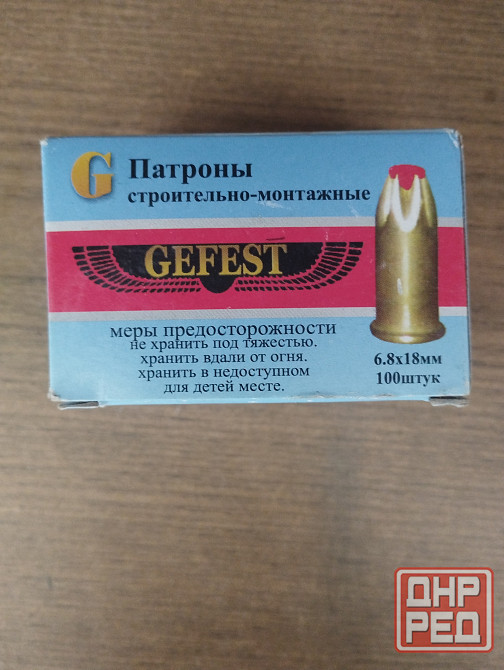 G Патроны
строительно-монтажные
GEFEST
меры предосторожности
не хранить под тяжестью.
хранить вдали от огня.
хранить в недоступном
для детей месте.
6.8х18мм
100штук
ДНР
РЕД